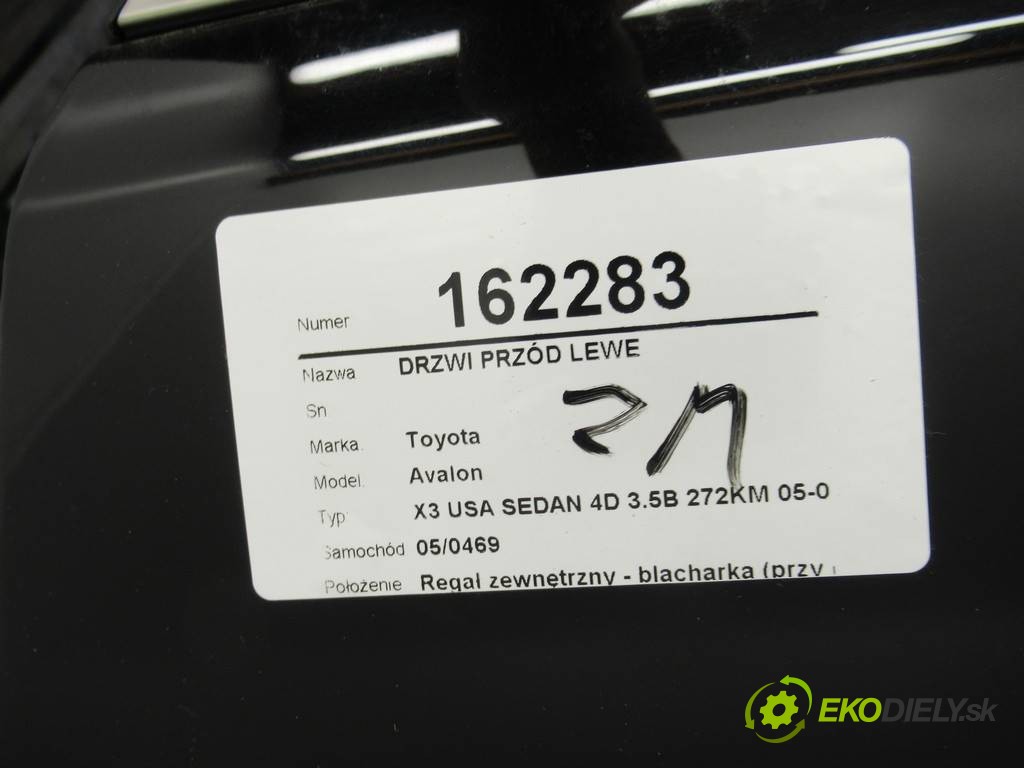 Numer 162283
Nazwa DRZWI PRZÓD LEWE
Sn
Marka Toyota
Model Avalon
Typ X3 USA SEDAN 4D 3.5B 272KM 05-0
Samochód 05/0469
Położenie Regał zewnętrzny - blacharka (przy
EKODIELY.sk